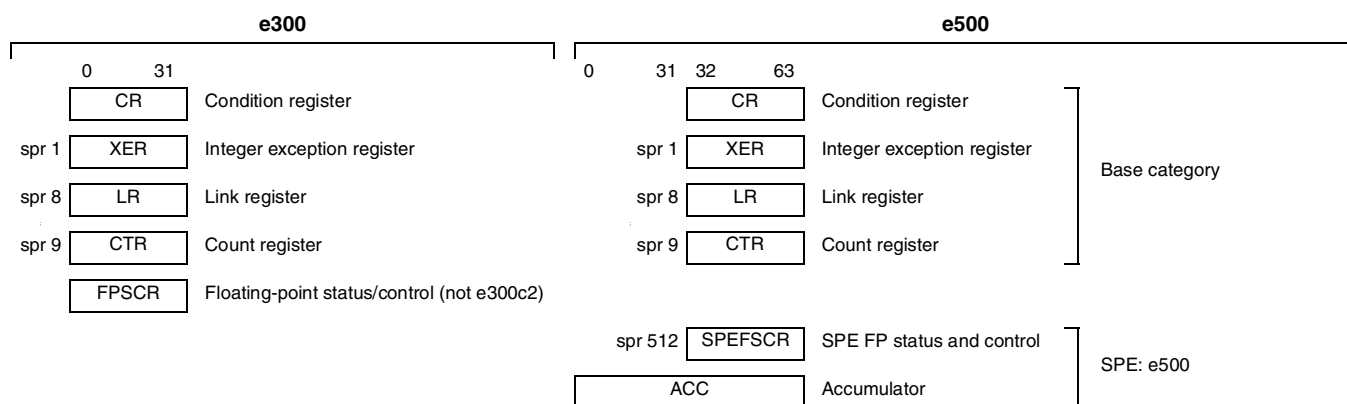 e300 e500
0 31 0 31 32 63
CR Condition register CR Condition register
spr 1 XER Integer exception register spr 1 XER Integer exception register
Base category
spr 8 LR Link register spr 8 LR Link register
spr 9 CTR Count register spr 9 CTR Count register
FPSCR Floating-point status/control (not e300c2)
spr 512 SPEFSCR SPE FP status and control
SPE: e500
ACC Accumulator